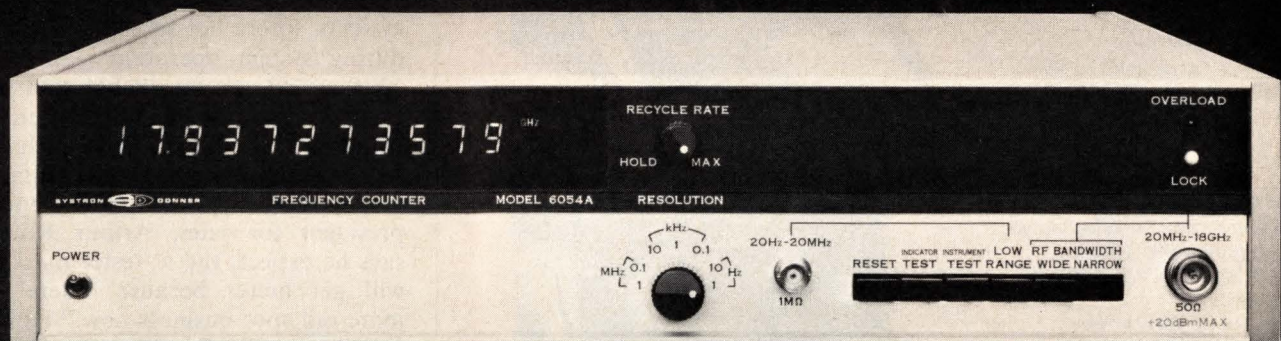 OVERLOAD
RECYCLE RATE
17.937273579 GHz
HOLD MAX
LOCK
SYSTRON DONNER FREQUENCY COUNTER MODEL 6054A RESOLUTION
kHz
10 1 0.1
MHz 0.1 10 Hz
1 1
POWER
20Hz-20MHz
1MΩ
RESET
INDICATOR TEST
INSTRUMENT TEST
LOW RANGE
RF BANDWIDTH
WIDE NARROW
20MHz-18GHz
50Ω
+20dBm MAX